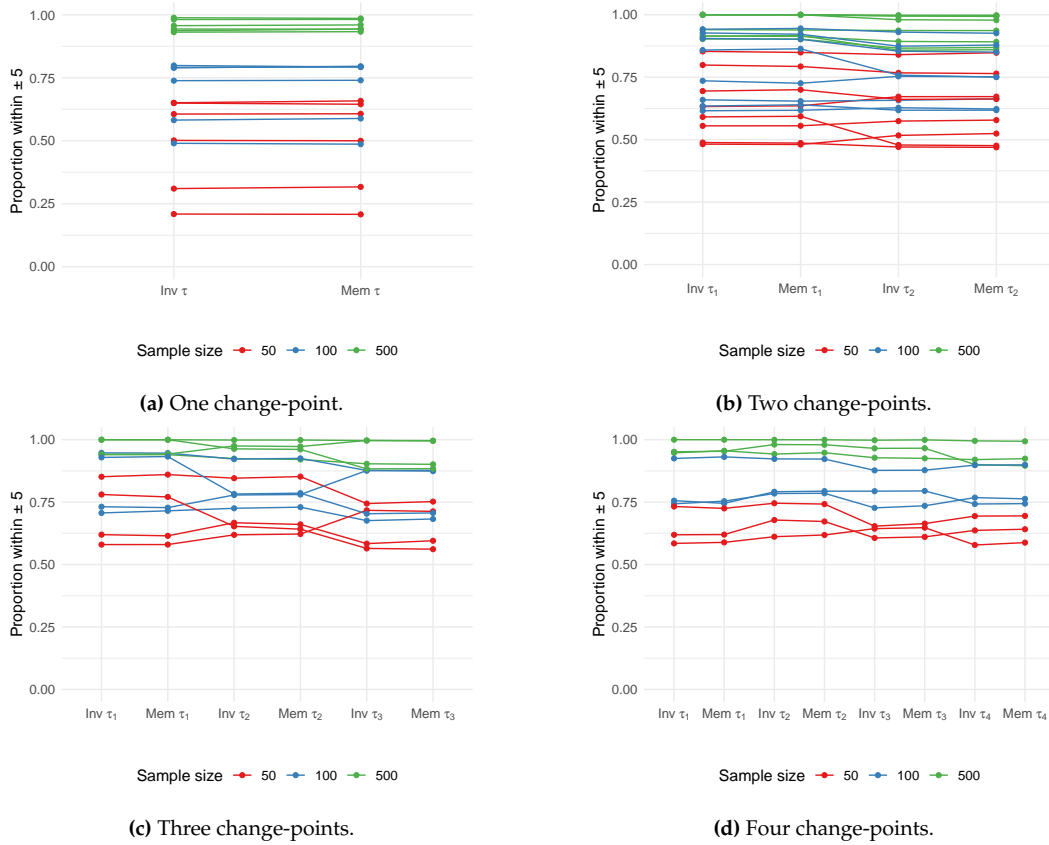 Proportion within ± 5
1.00
0.75
0.50
0.25
0.00
Inv τ Mem τ
Sample size 50 100 500
(a) One change-point.
Proportion within ± 5
1.00
0.75
0.50
0.25
0.00
Inv τ1 Mem τ1 Inv τ2 Mem τ2
Sample size 50 100 500
(b) Two change-points.
Proportion within ± 5
1.00
0.75
0.50
0.25
0.00
Inv τ1 Mem τ1 Inv τ2 Mem τ2 Inv τ3 Mem τ3
Sample size 50 100 500
(c) Three change-points.
Proportion within ± 5
1.00
0.75
0.50
0.25
0.00
Inv τ1 Mem τ1 Inv τ2 Mem τ2 Inv τ3 Mem τ3 Inv τ4 Mem τ4
Sample size 50 100 500
(d) Four change-points.